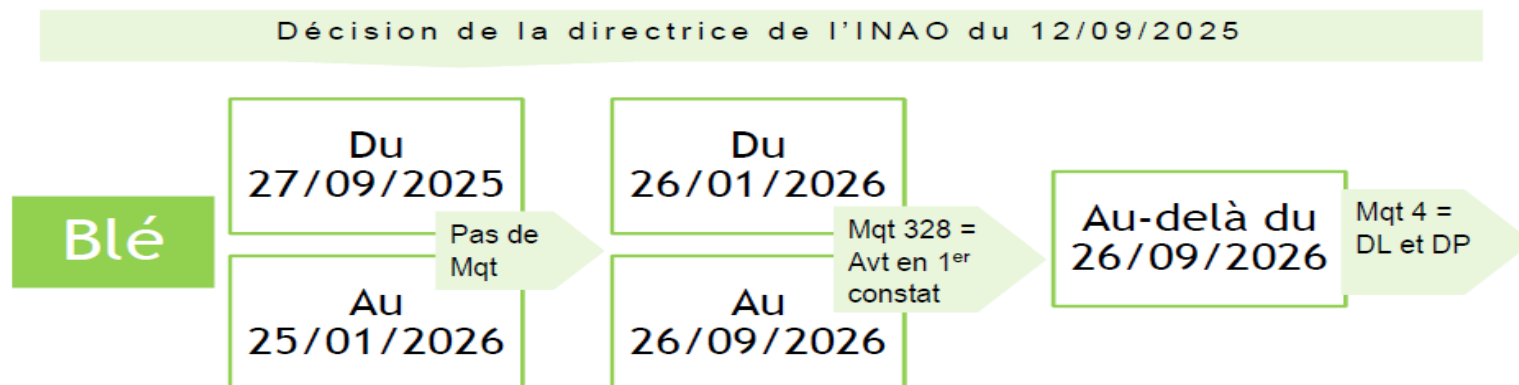 Décision de la directrice de l’INAO du 12/09/2025
Blé
Du
27/09/2025
Au
25/01/2026
Pas de
Mqt
Du
26/01/2026
Au
26/09/2026
Mqt 328 =
Avt en 1er
constat
Au-delà du
26/09/2026
Mqt 4 =
DL et DP